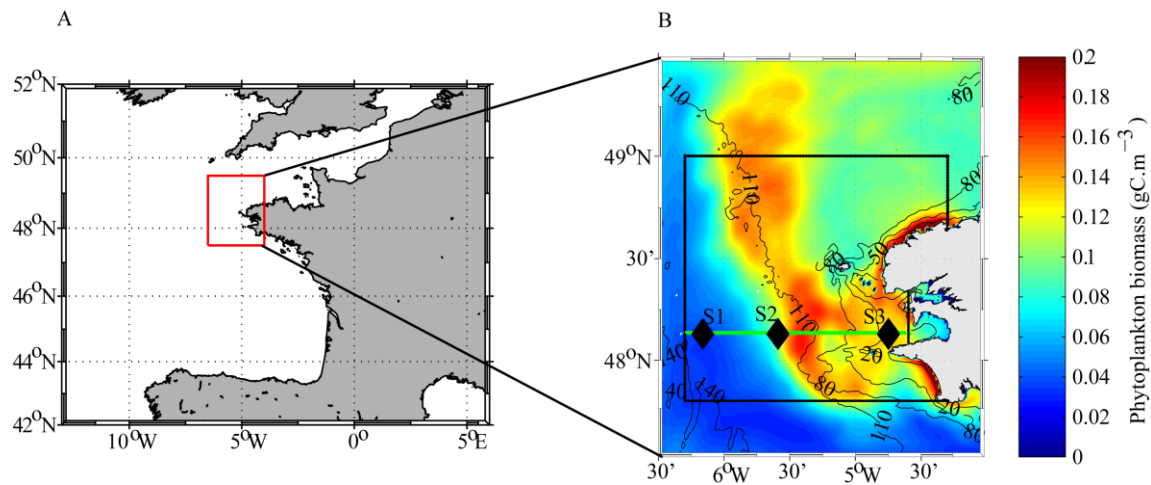 A
B
52°N
50°N
48°N
46°N
44°N
42°N
10°W
5°W
0°
5°E
110
80
49°N
110
80
50
20
30'
S1
S2
110
S3
48°N
40
20
140
40
80
20
110
80
30'
6°W
30'
5°W
30'
0.2
0.18
0.16
0.14
0.12
0.1
0.08
0.06
0.04
0.02
0
Phytoplankton biomass (gC.m⁻³)